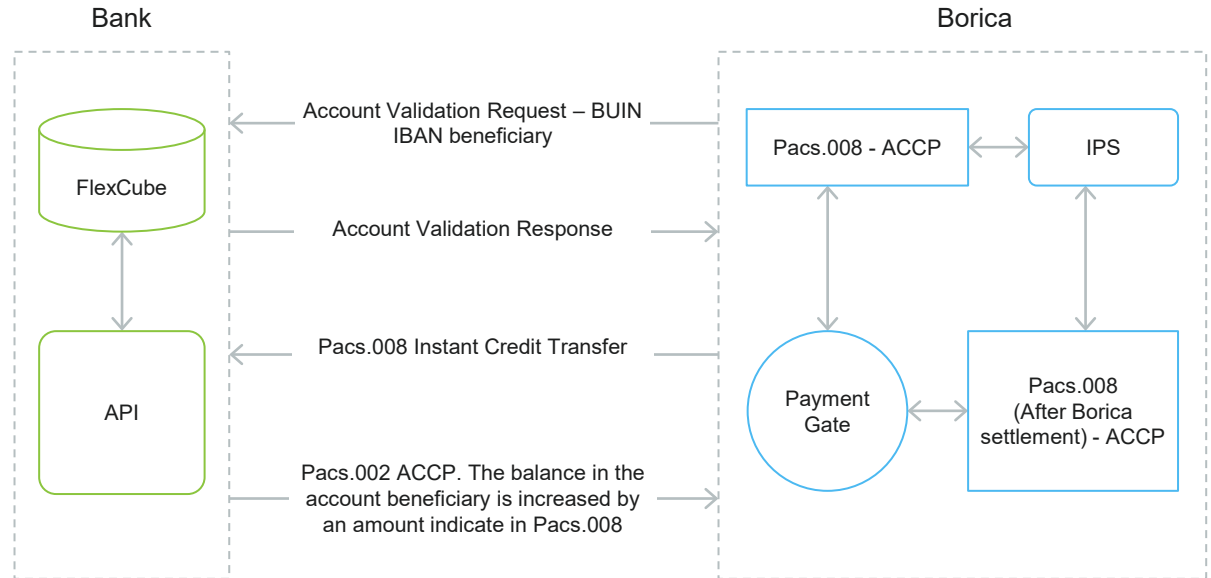 Bank
Borica
FlexCube
API
Account Validation Request – BUIN
IBAN beneficiary
Account Validation Response
Pacs.008 Instant Credit Transfer
Pacs.002 ACCP. The balance in the
account beneficiary is increased by
an amount indicate in Pacs.008
Pacs.008 - ACCP
IPS
Payment
Gate
Pacs.008
(After Borica
settlement) - ACCP